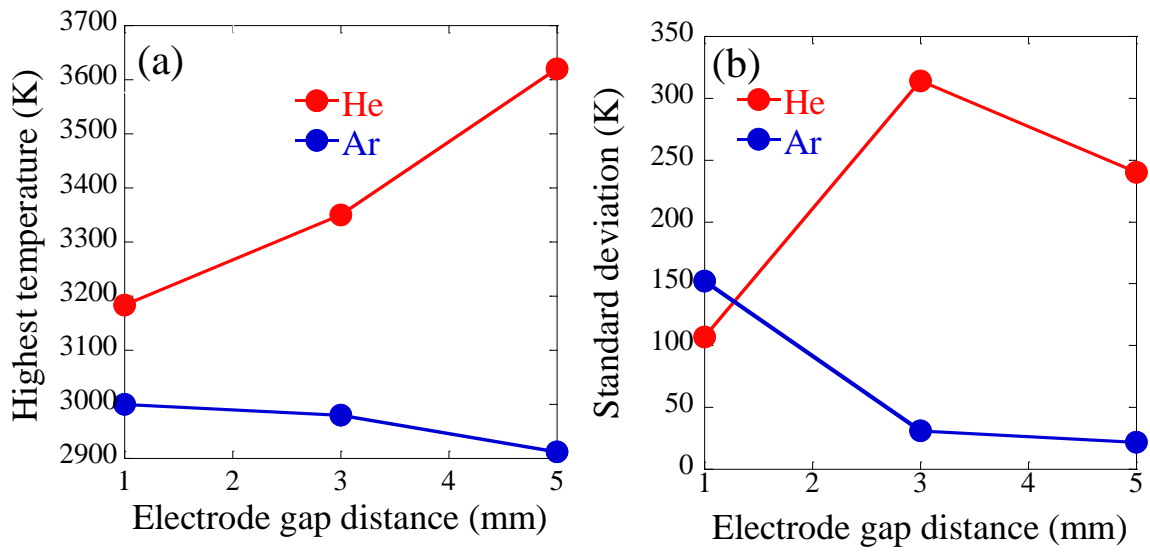 (a)
He
Ar
Highest temperature (K)
3700
3600
3500
3400
3300
3200
3100
3000
2900
1 2 3 4 5
Electrode gap distance (mm)
(b)
He
Ar
Standard deviation (K)
350
300
250
200
150
100
50
0
1 2 3 4 5
Electrode gap distance (mm)